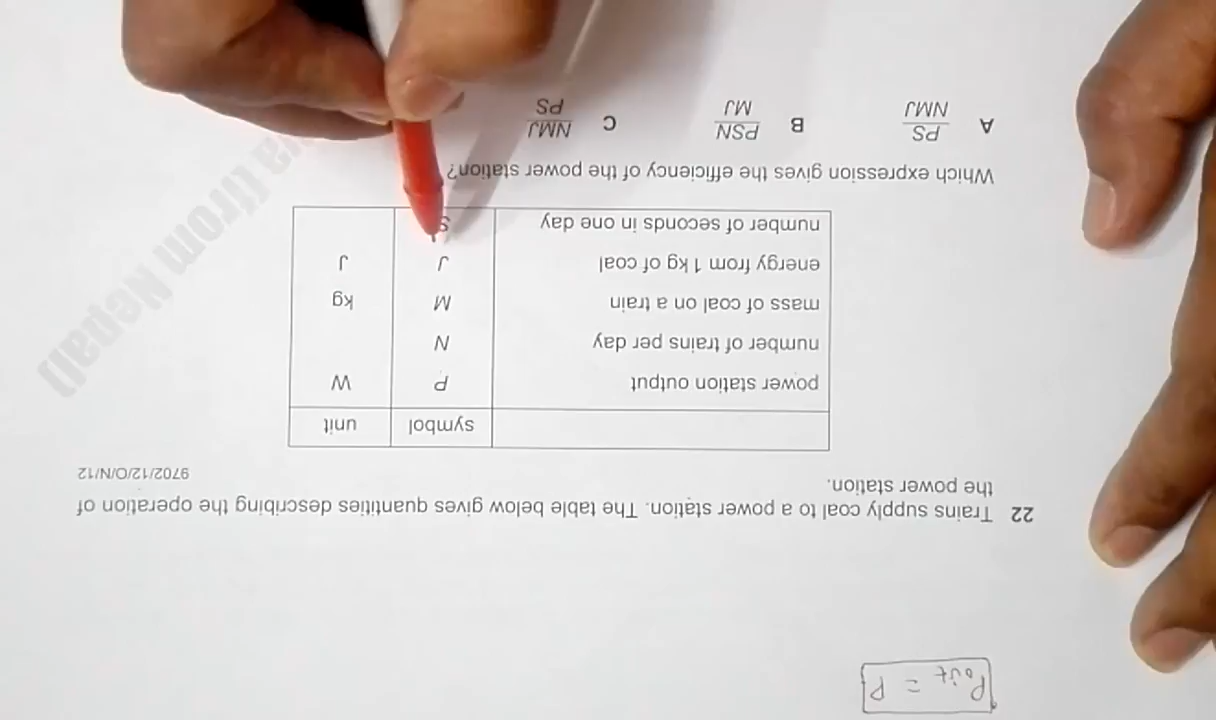 Pout = P
22 Trains supply coal to a power station. The table below gives quantities describing the operation of
the power station.
9702/12/O/N/12
symbol unit
power station output P W
number of trains per day N
mass of coal on a train M kg
energy from 1 kg of coal J J
number of seconds in one day S
Which expression gives the efficiency of the power station?
A PS/NMJ B PSN/MJ C NMJ/PS
(from Nepal)